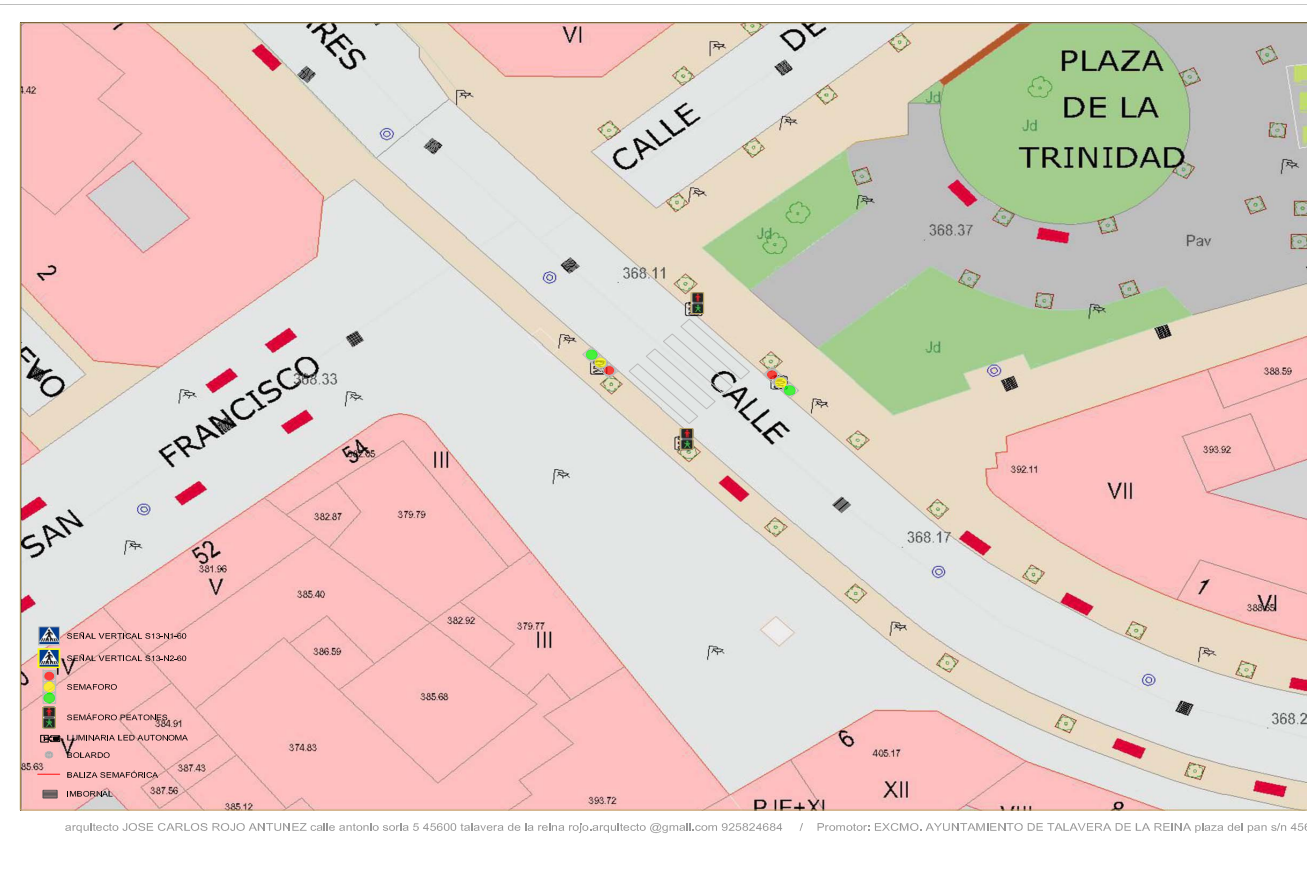 RES
VI
CALLE
DE
PLAZA
DE LA
TRINIDAD
Jd
Jd
Jd
368.37
Pav
368.11
2
Jd
368.33
SAN
FRANCISCO
CALLE
54
III
388.59
393.92
392.11
VII
382.87
379.79
368.17
52
381.96
V
385.40
382.92
379.77
III
1
VI
386.59
385.68
368.2
SEÑAL VERTICAL S13-N1-60
SEÑAL VERTICAL S13-N2-60
SEMAFORO
SEMÁFORO PEATONES
384.91
LUMINARIA LED AUTONOMA
BOLARDO
BALIZA SEMAFÓRICA
IMBORNAL
IV
V
374.83
387.43
387.56
385.12
393.72
6
405.17
XII
8
arquitecto JOSE CARLOS ROJO ANTUNEZ calle antonio soria 5 45600 talavera de la reina rojo.arquitecto @gmail.com 925824684 / Promotor: EXCMO. AYUNTAMIENTO DE TALAVERA DE LA REINA plaza del pan s/n 456